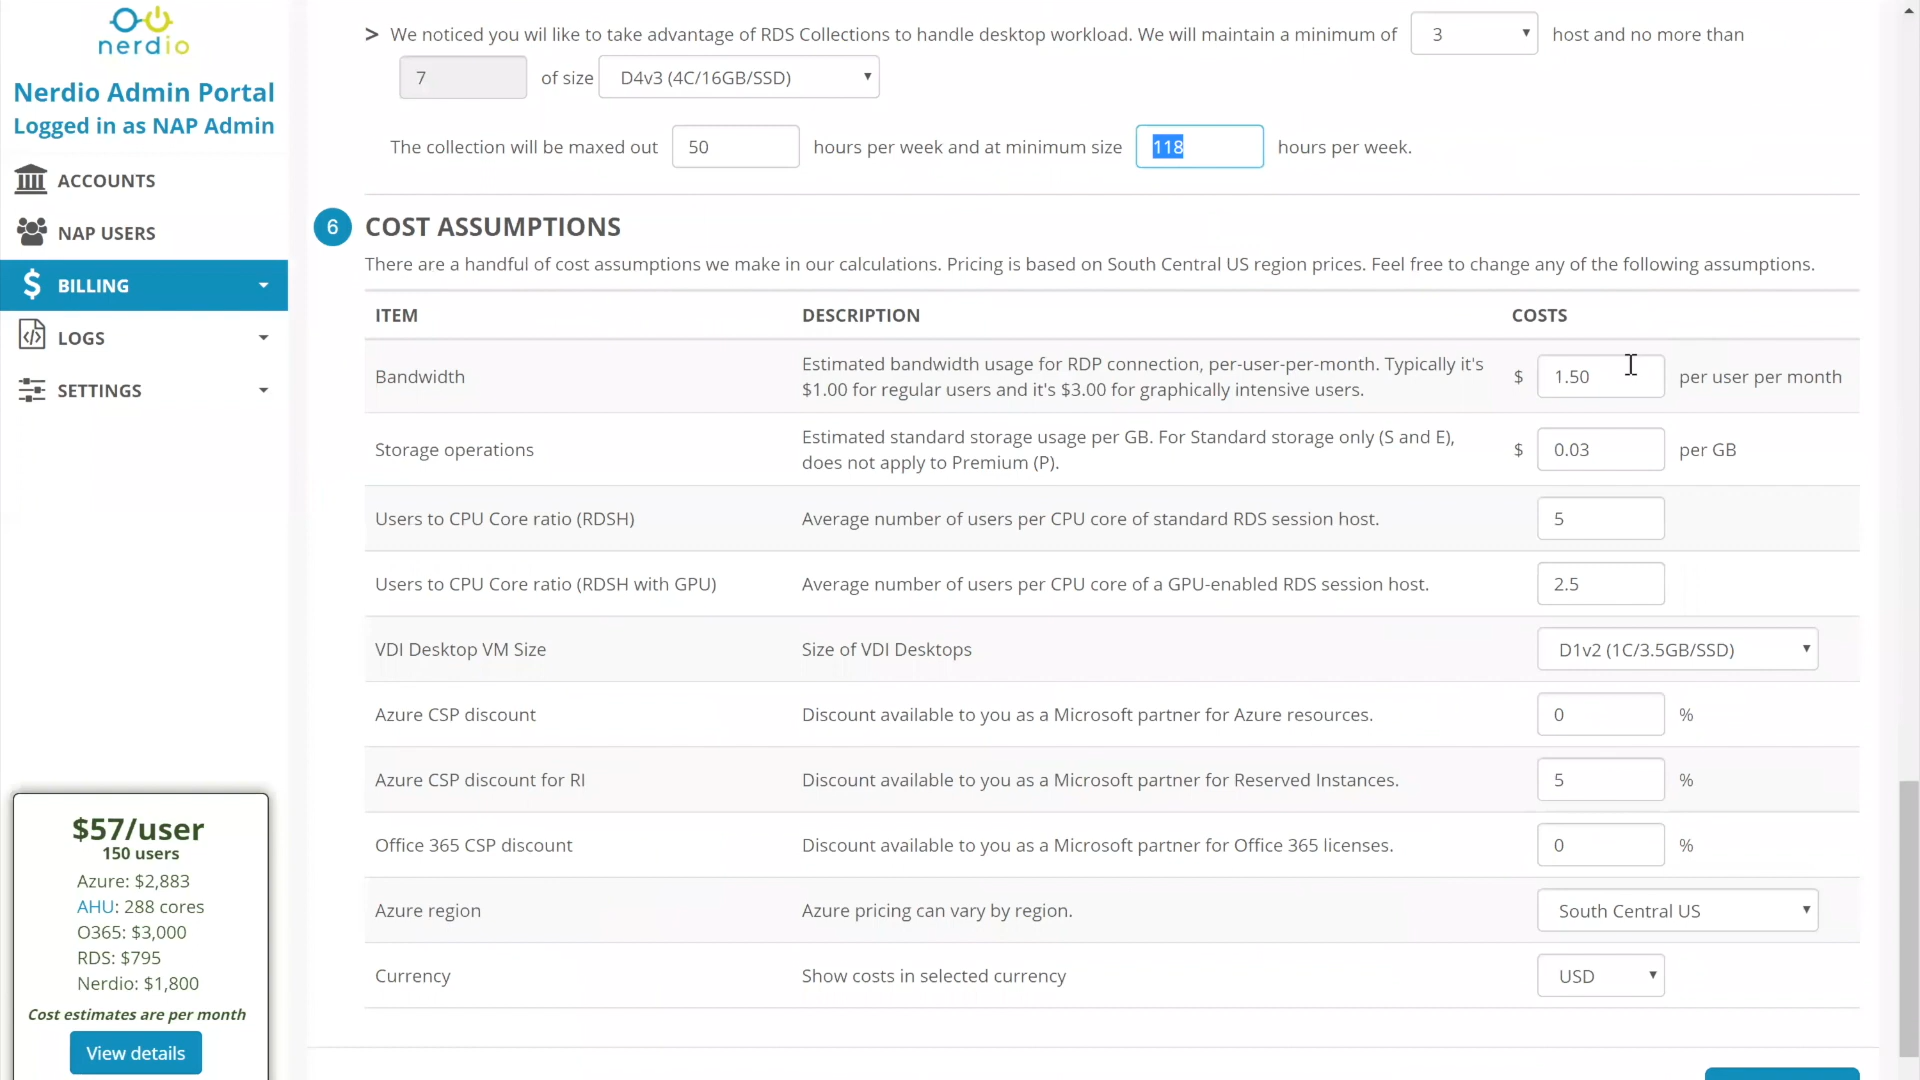 nerdio
Nerdio Admin Portal
Logged in as NAP Admin
ACCOUNTS
NAP USERS
BILLING
LOGS
SETTINGS
$57/user
150 users
Azure: $2,883
AHU: 288 cores
O365: $3,000
RDS: $795
Nerdio: $1,800
Cost estimates are per month
View details
> We noticed you wil like to take advantage of RDS Collections to handle desktop workload. We will maintain a minimum of 3 host and no more than
7 of size D4v3 (4C/16GB/SSD)
The collection will be maxed out 50 hours per week and at minimum size 118 hours per week.
6 COST ASSUMPTIONS
There are a handful of cost assumptions we make in our calculations. Pricing is based on South Central US region prices. Feel free to change any of the following assumptions.
ITEM DESCRIPTION COSTS
Bandwidth Estimated bandwidth usage for RDP connection, per-user-per-month. Typically it's $ 1.50 per user per month
$1.00 for regular users and it's $3.00 for graphically intensive users.
Storage operations Estimated standard storage usage per GB. For Standard storage only (S and E), $ 0.03 per GB
does not apply to Premium (P).
Users to CPU Core ratio (RDSH) Average number of users per CPU core of standard RDS session host. 5
Users to CPU Core ratio (RDSH with GPU) Average number of users per CPU core of a GPU-enabled RDS session host. 2.5
VDI Desktop VM Size Size of VDI Desktops D1v2 (1C/3.5GB/SSD)
Azure CSP discount Discount available to you as a Microsoft partner for Azure resources. 0 %
Azure CSP discount for RI Discount available to you as a Microsoft partner for Reserved Instances. 5 %
Office 365 CSP discount Discount available to you as a Microsoft partner for Office 365 licenses. 0 %
Azure region Azure pricing can vary by region. South Central US
Currency Show costs in selected currency USD